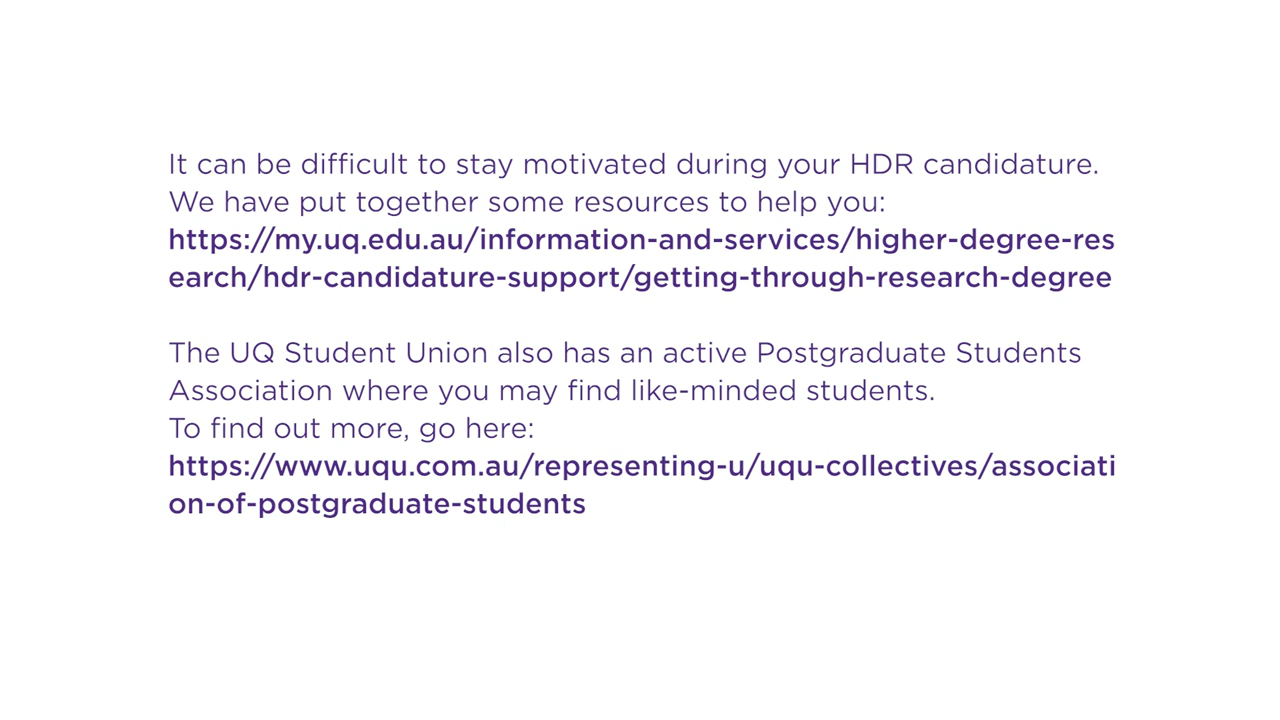 It can be difficult to stay motivated during your HDR candidature.
We have put together some resources to help you:
https://my.uq.edu.au/information-and-services/higher-degree-res
earch/hdr-candidature-support/getting-through-research-degree
The UQ Student Union also has an active Postgraduate Students
Association where you may find like-minded students.
To find out more, go here:
https://www.uqu.com.au/representing-u/uqu-collectives/associati
on-of-postgraduate-students